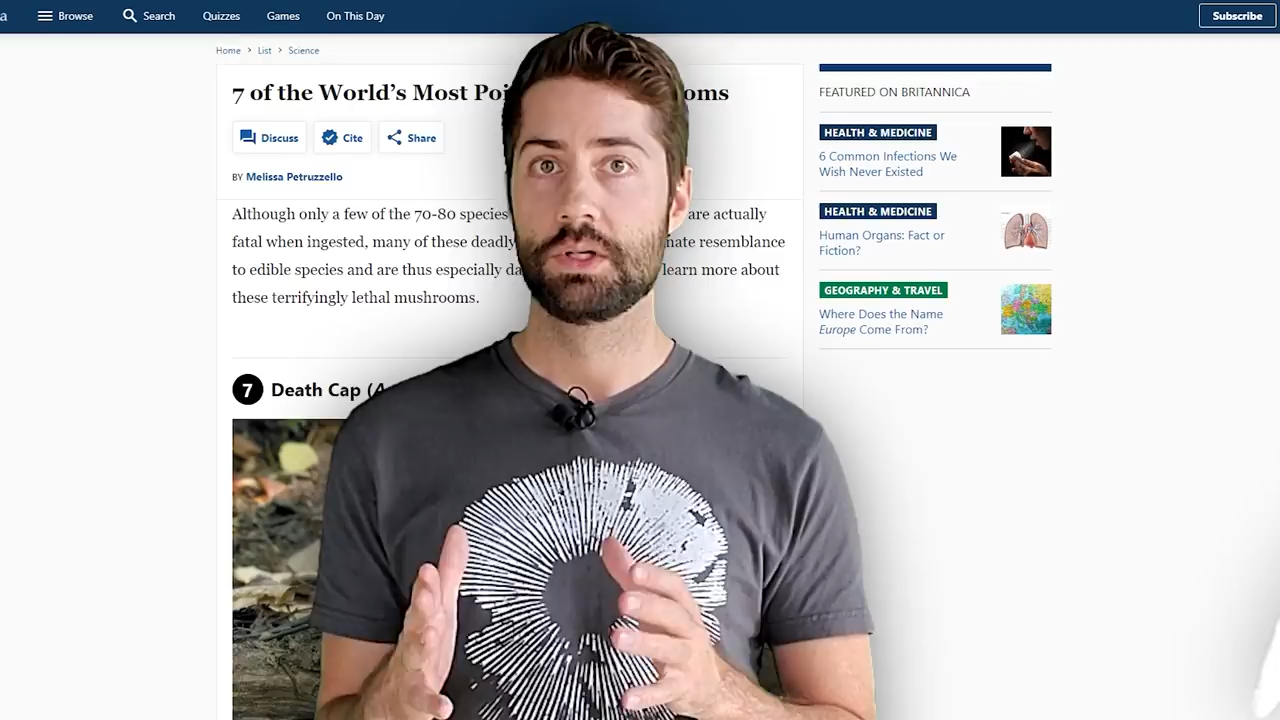 a
Browse
Search
Quizzes
Games
On This Day
Subscribe
Home > List > Science
7 of the World's Most Poi oms
Discuss
Cite
Share
BY Melissa Petruzzello
Although only a few of the 70-80 species are actually
fatal when ingested, many of these deadly nate resemblance
to edible species and are thus especially da learn more about
these terrifyingly lethal mushrooms.
7 Death Cap (A
FEATURED ON BRITANNICA
HEALTH & MEDICINE
6 Common Infections We
Wish Never Existed
HEALTH & MEDICINE
Human Organs: Fact or
Fiction?
GEOGRAPHY & TRAVEL
Where Does the Name
Europe Come From?